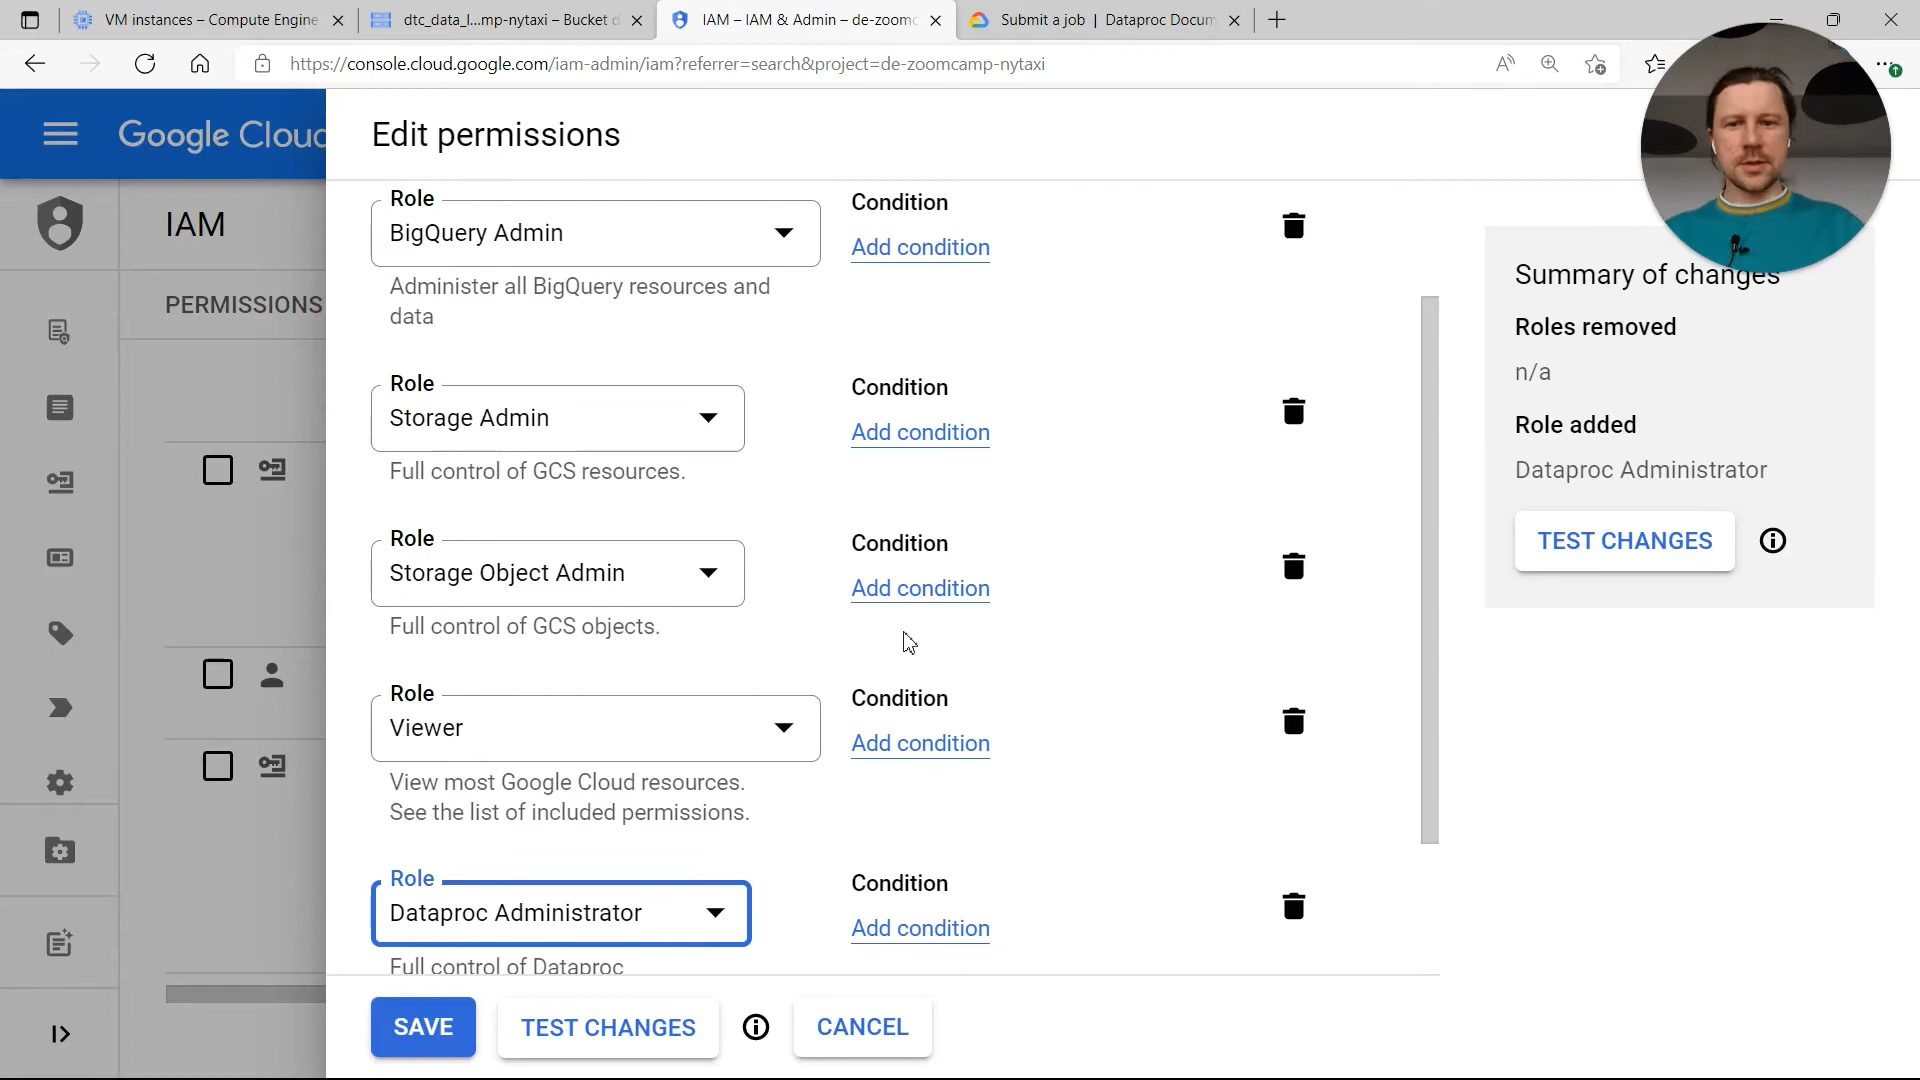 VM instances – Compute Engine
dtc_data_l...mp-nytaxi – Bucket d
IAM – IAM & Admin – de-zoomc
Submit a job | Dataproc Docum
https://console.cloud.google.com/iam-admin/iam?referrer=search&project=de-zoomcamp-nytaxi
Google Cloud
Edit permissions
IAM
PERMISSIONS
Role
BigQuery Admin
Condition
Add condition
Administer all BigQuery resources and
data
Role
Storage Admin
Condition
Add condition
Full control of GCS resources.
Role
Storage Object Admin
Condition
Add condition
Full control of GCS objects.
Role
Viewer
Condition
Add condition
View most Google Cloud resources.
See the list of included permissions.
Role
Dataproc Administrator
Condition
Add condition
Full control of Dataproc
SAVE
TEST CHANGES
CANCEL
Summary of changes
Roles removed
n/a
Role added
Dataproc Administrator
TEST CHANGES